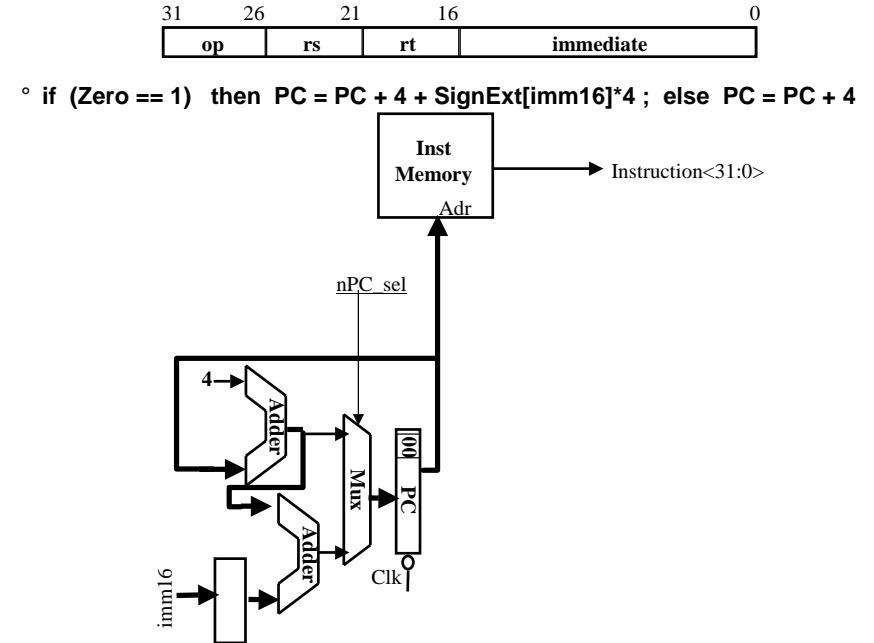 31 26 21 16 0
op rs rt immediate
° if (Zero == 1) then PC = PC + 4 + SignExt[imm16]*4 ; else PC = PC + 4
Inst
Memory
Instruction<31:0>
Adr
nPC_sel
4
Adder
Mux
00
PC
Adder
Clk
imm16